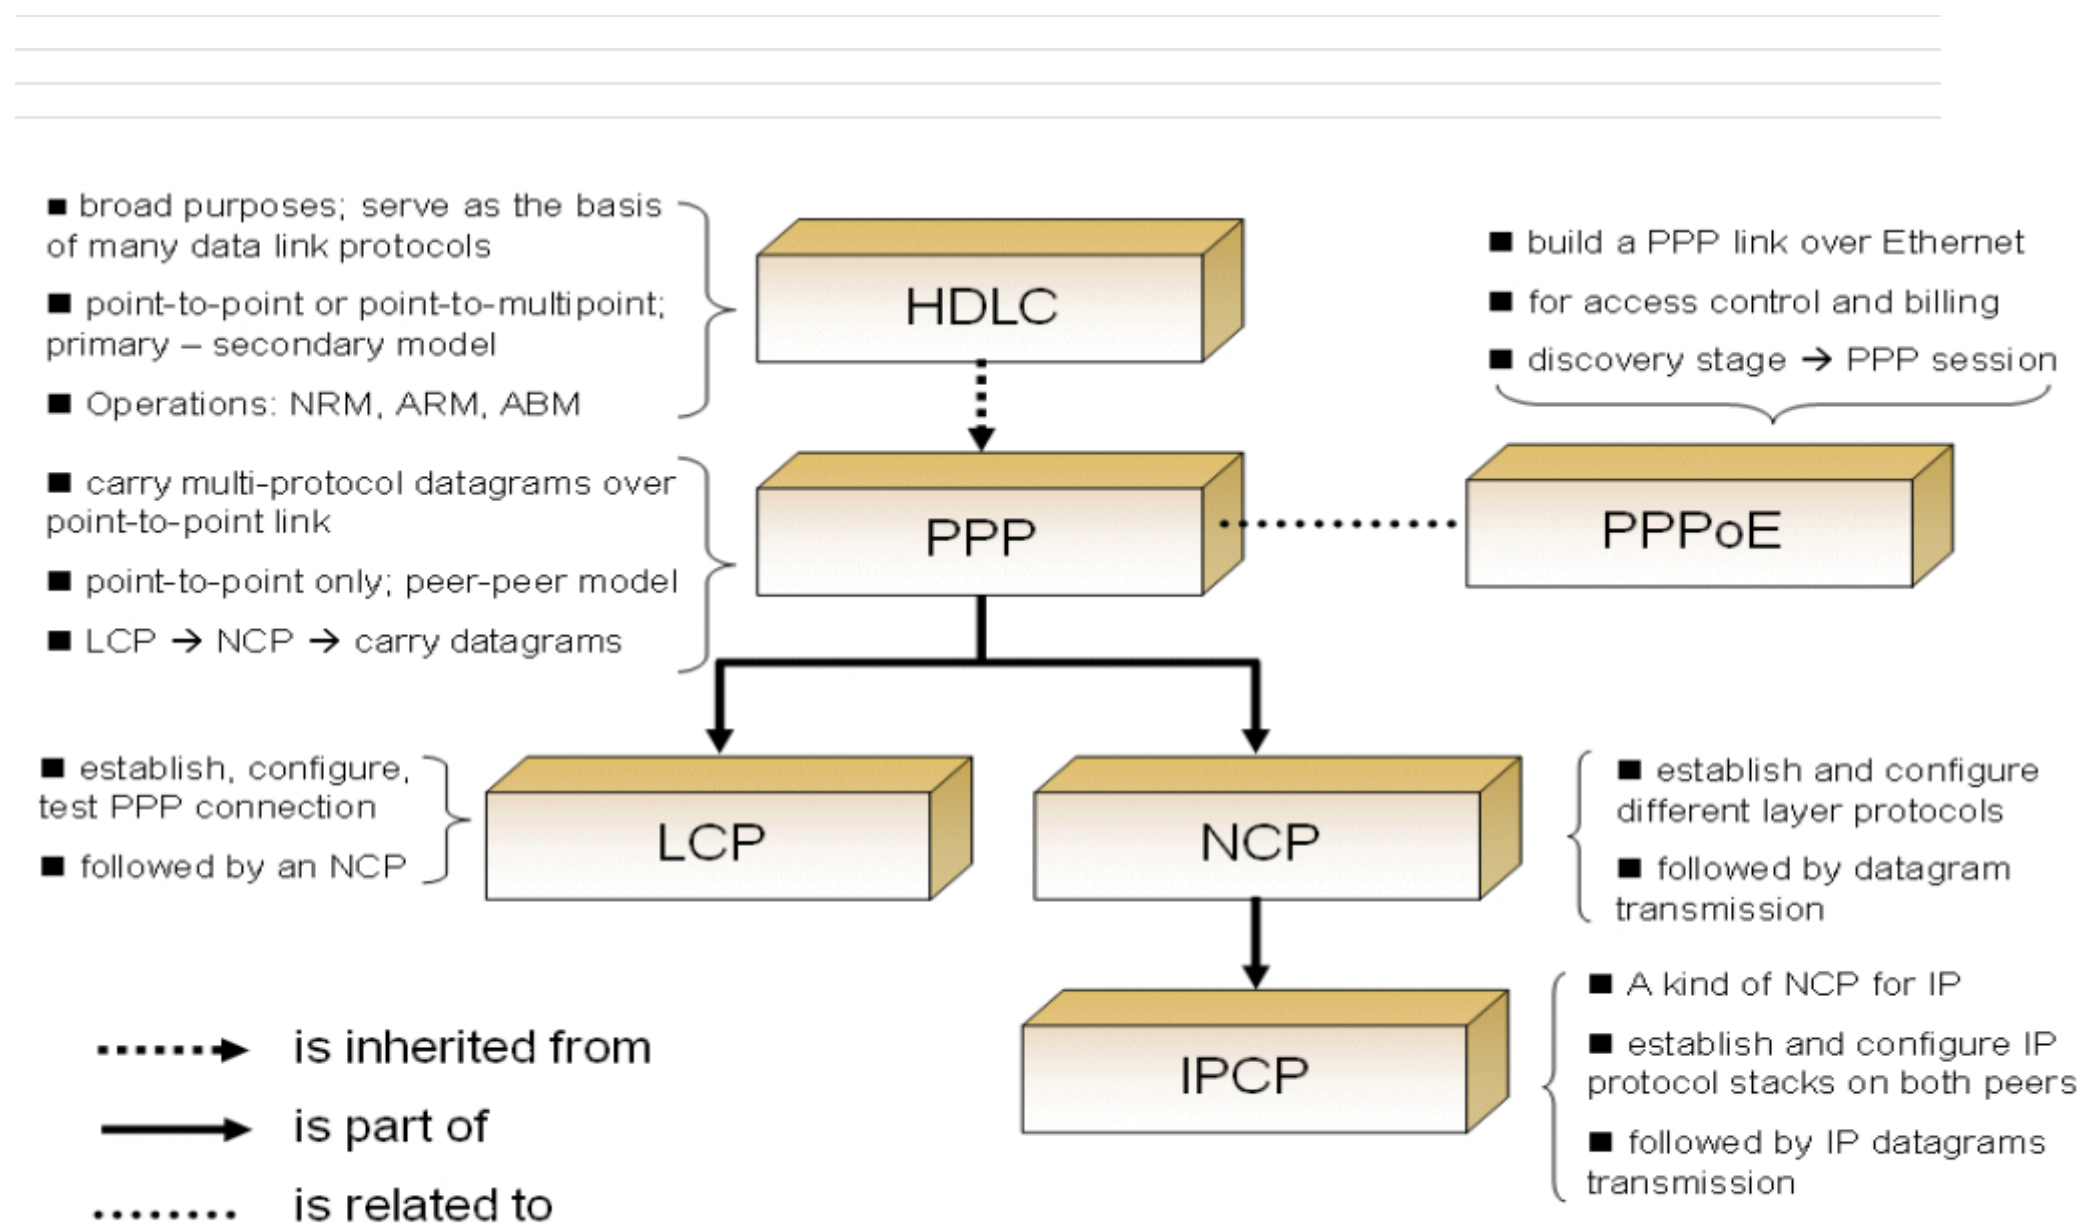 ■ broad purposes; serve as the basis
of many data link protocols
■ point-to-point or point-to-multipoint;
primary – secondary model
■ Operations: NRM, ARM, ABM
HDLC
■ build a PPP link over Ethernet
■ for access control and billing
■ discovery stage → PPP session
■ carry multi-protocol datagrams over
point-to-point link
■ point-to-point only; peer-peer model
■ LCP → NCP → carry datagrams
PPP
PPPoE
■ establish, configure,
test PPP connection
■ followed by an NCP
LCP
NCP
■ establish and configure
different layer protocols
■ followed by datagram
transmission
IPCP
■ A kind of NCP for IP
■ establish and configure IP
protocol stacks on both peers
■ followed by IP datagrams
transmission
is inherited from
is part of
is related to